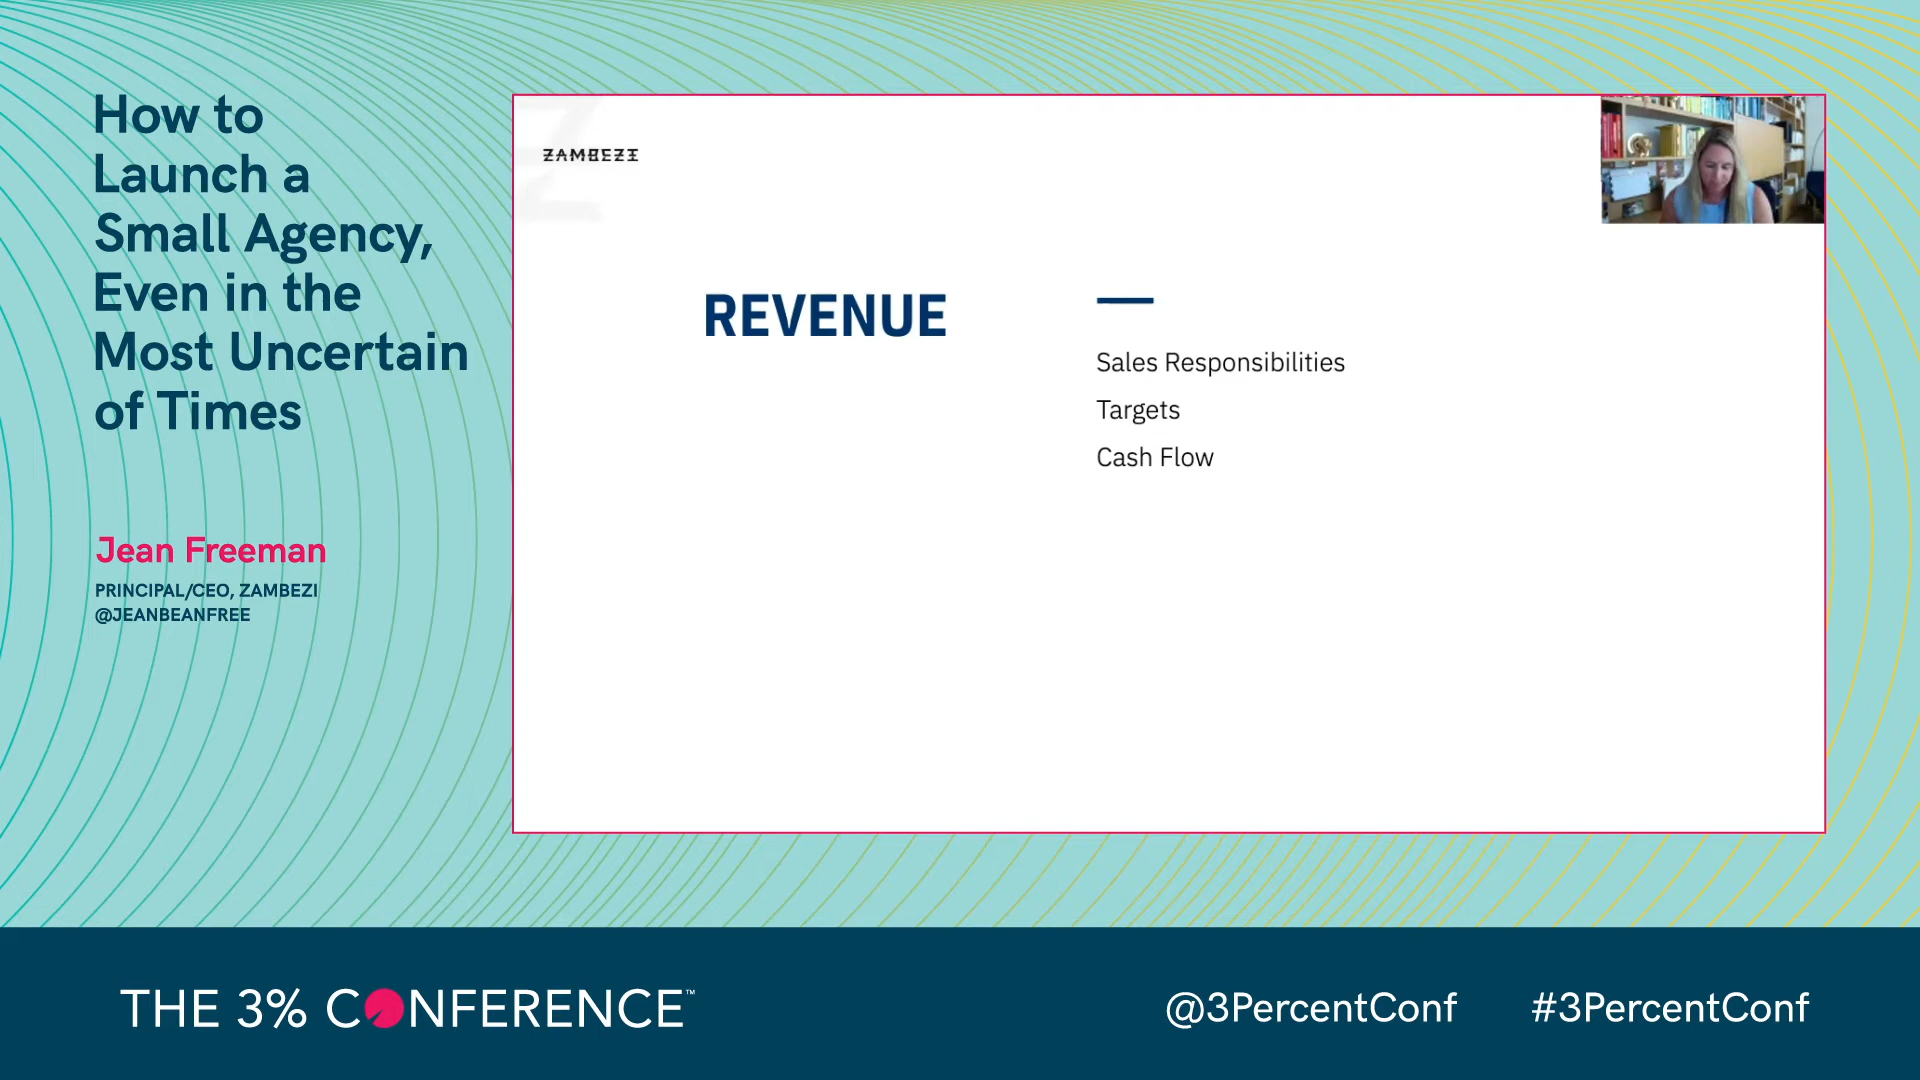 How to
Launch a
Small Agency,
Even in the
Most Uncertain
of Times
Jean Freeman
PRINCIPAL/CEO, ZAMBEZI
@JEANBEANFREE
ZAMBEZI
REVENUE
Sales Responsibilities
Targets
Cash Flow
THE 3% CONFERENCE™
@3PercentConf
#3PercentConf